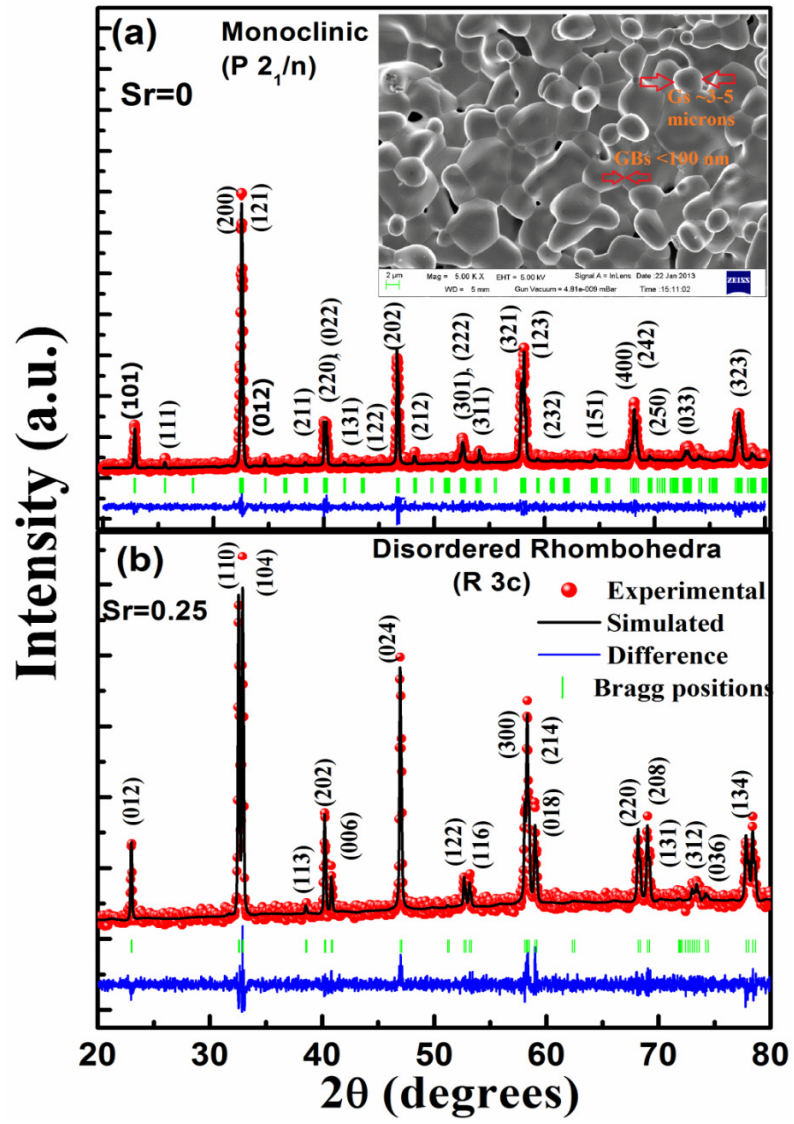 Intensity (a.u.)
(a)
Monoclinic
(P 2₁/n)
Sr=0
Gs ~3-5
microns
GBs <100 nm
2 µm
Mag = 5.00 K X
EHT = 5.00 kV
Signal A = InLens
Date :22 Jan 2013
WD = 5 mm
Gun Vacuum = 4.81e-009 mBar
Time :15:11:02
ZEISS
(101)
(111)
(200)
(121)
(012)
(211)
(220), (022)
(131)
(122)
(202)
(212)
(301), (222)
(311)
(321)
(123)
(232)
(151)
(400)
(242)
(250)
(033)
(323)
(b)
Disordered Rhombohedra
(R 3c)
Sr=0.25
Experimental
Simulated
Difference
Bragg positions
(012)
(110)
(104)
(113)
(202)
(006)
(024)
(122)
(116)
(300)
(214)
(018)
(220)
(208)
(131)
(312)
(036)
(134)
20 30 40 50 60 70 80
2θ (degrees)